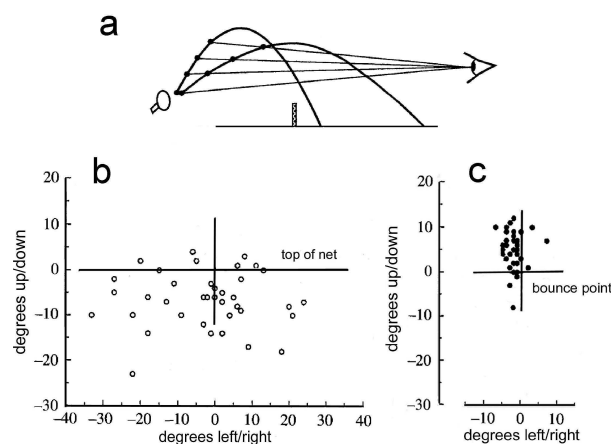 a
b
c
20
10
0
−10
−20
−30
degrees up/down
top of net
−40 −30 −20 −10 0 10 20 30 40
degrees left/right
20
10
0
−10
−20
−30
degrees up/down
bounce point
−10 0 10
degrees left/right